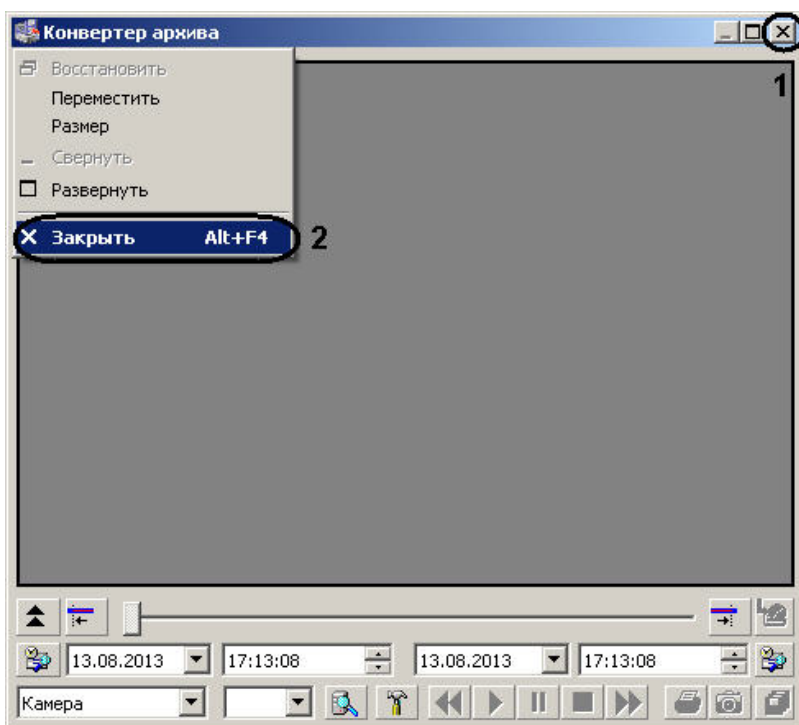 Конвертер архива
1
Восстановить
Переместить
Размер
Свернуть
Развернуть
Закрыть Alt+F4 2
13.08.2013 17:13:08 13.08.2013 17:13:08
Камера